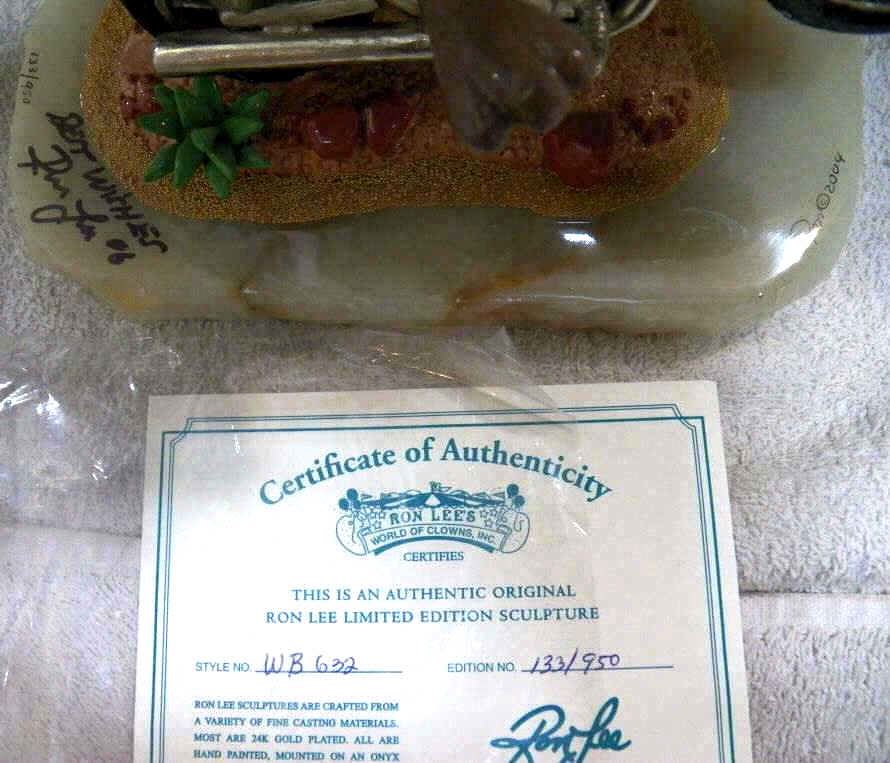 133/950
BEST WISHES
06
©2004
Certificate of Authenticity
RON LEE'S
WORLD OF CLOWNS, INC.
CERTIFIES
THIS IS AN AUTHENTIC ORIGINAL
RON LEE LIMITED EDITION SCULPTURE
STYLE NO. WB 632
EDITION NO. 133/950
RON LEE SCULPTURES ARE CRAFTED FROM
A VARIETY OF FINE CASTING MATERIALS.
MOST ARE 24K GOLD PLATED. ALL ARE
HAND PAINTED, MOUNTED ON AN ONYX
Ron Lee